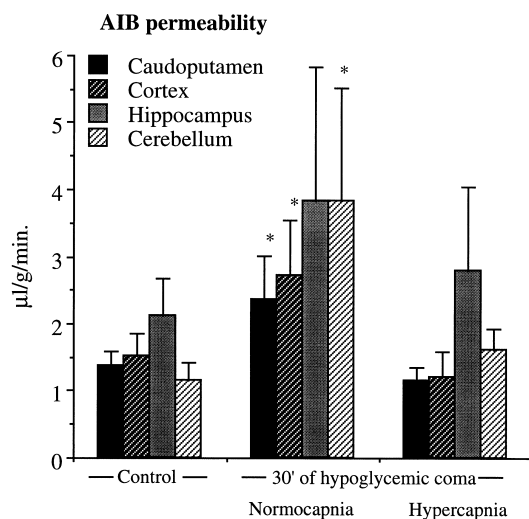 AIB permeability
6
5
4
3
2
1
0
µl/g/min.
Caudoputamen
Cortex
Hippocampus
Cerebellum
*
*
*
Control
30' of hypoglycemic coma
Normocapnia
Hypercapnia